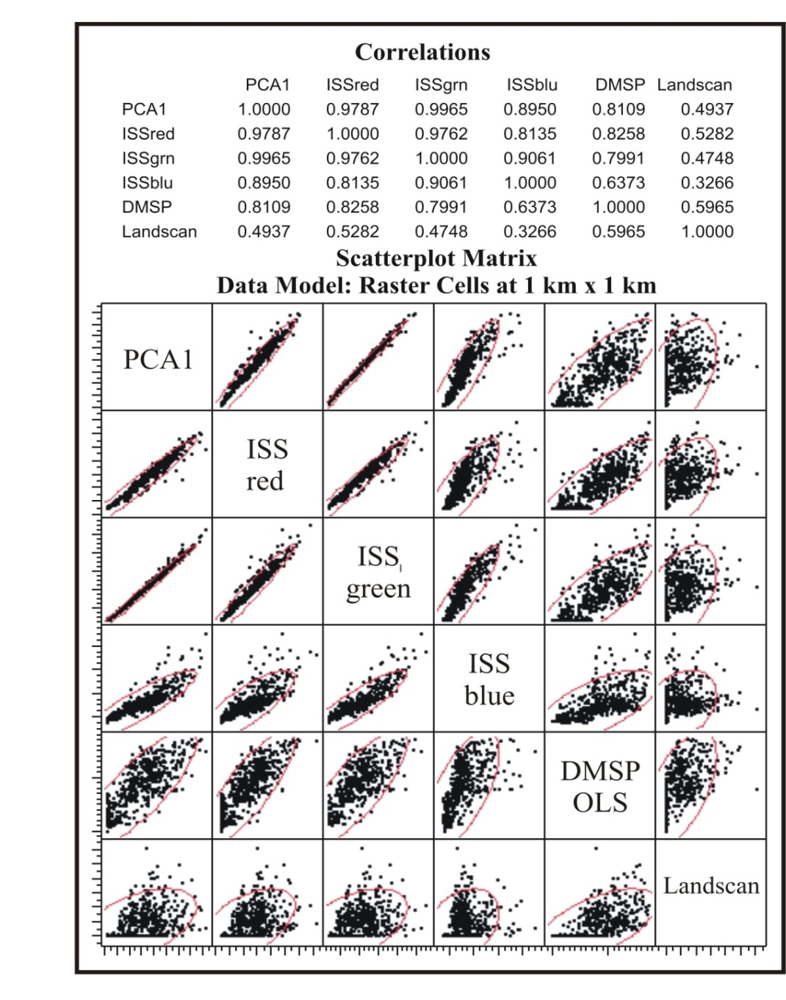 Correlations
PCA1 ISSred ISSgrn ISSblu DMSP Landscan
PCA1 1.0000 0.9787 0.9965 0.8950 0.8109 0.4937
ISSred 0.9787 1.0000 0.9762 0.8135 0.8258 0.5282
ISSgrn 0.9965 0.9762 1.0000 0.9061 0.7991 0.4748
ISSblu 0.8950 0.8135 0.9061 1.0000 0.6373 0.3266
DMSP 0.8109 0.8258 0.7991 0.6373 1.0000 0.5965
Landscan 0.4937 0.5282 0.4748 0.3266 0.5965 1.0000
Scatterplot Matrix
Data Model: Raster Cells at 1 km x 1 km
PCA1
ISS
red
ISS
green
ISS
blue
DMSP
OLS
Landscan